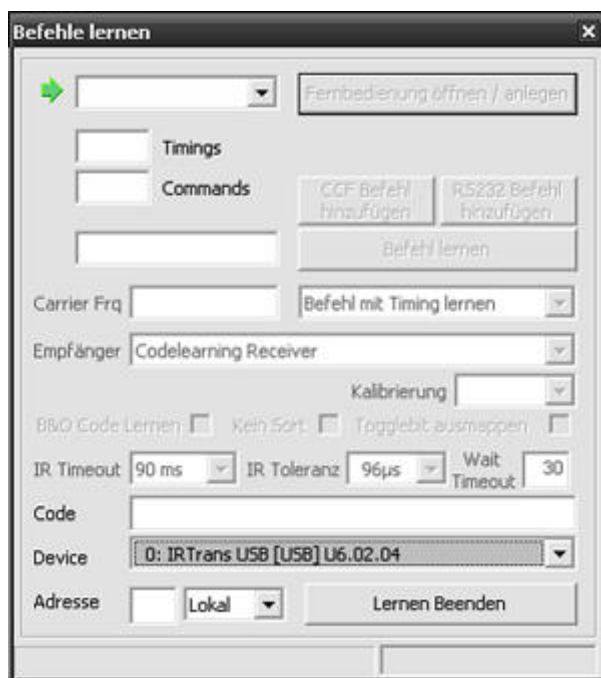 Befehle lernen
Fernbedienung öffnen / anlegen
Timings
Commands
CCF Befehl hinzufügen
RS232 Befehl hinzufügen
Befehl lernen
Carrier Frq
Befehl mit Timing lernen
Empfänger
Codelearning Receiver
Kalibrierung
B&O Code Lernen
Kein Sort
Togglebit ausmappen
IR Timeout
90 ms
IR Toleranz
96µs
Wait Timeout
30
Code
Device
0: IRTrans USB [USB] U6.02.04
Adresse
Lokal
Lernen Beenden